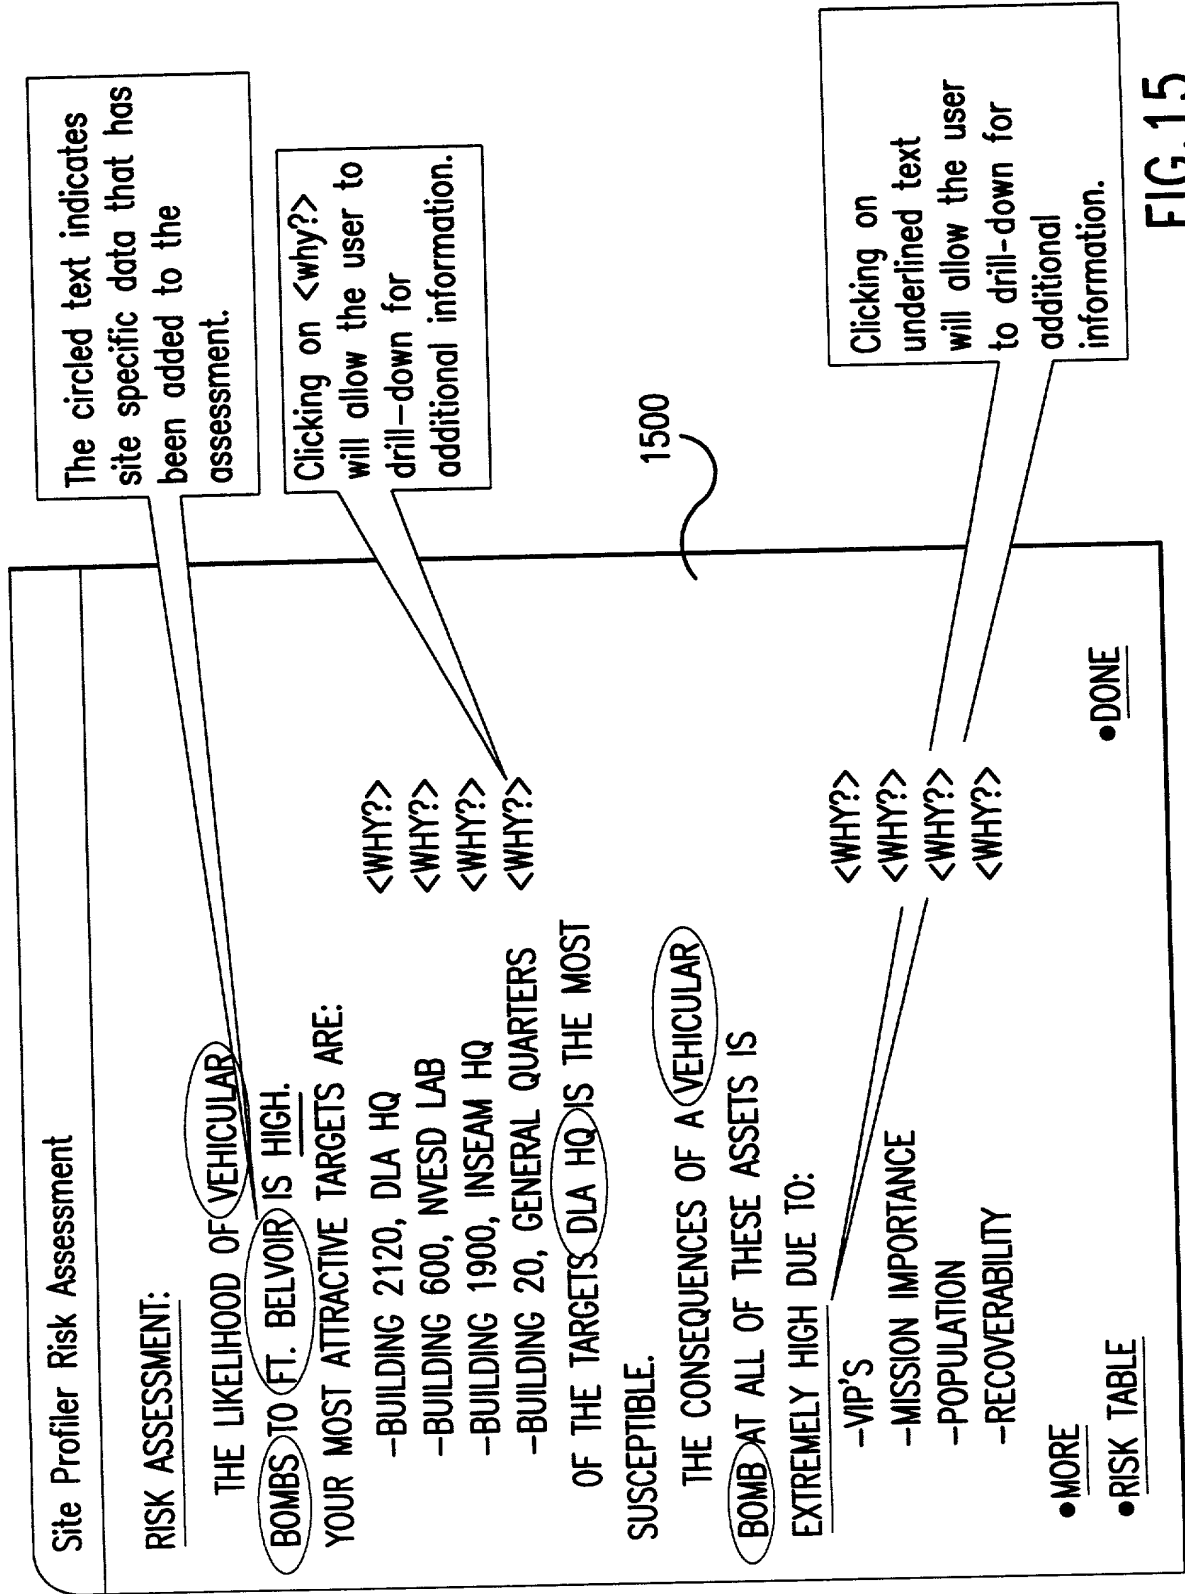 Site Profiler Risk Assessment
RISK ASSESSMENT:
THE LIKELIHOOD OF VEHICULAR
BOMBS TO FT. BELVOIR IS HIGH.
YOUR MOST ATTRACTIVE TARGETS ARE:
-BUILDING 2120, DLA HQ <WHY?>
-BUILDING 600, NVESD LAB <WHY?>
-BUILDING 1900, INSEAM HQ <WHY?>
-BUILDING 20, GENERAL QUARTERS <WHY?>
OF THE TARGETS DLA HQ IS THE MOST
SUSCEPTIBLE.
THE CONSEQUENCES OF A VEHICULAR
BOMB AT ALL OF THESE ASSETS IS
EXTREMELY HIGH DUE TO:
-VIP'S <WHY?>
-MISSION IMPORTANCE <WHY?>
-POPULATION <WHY?>
-RECOVERABILITY <WHY?>
•MORE
•RISK TABLE
•DONE
The circled text indicates
site specific data that has
been added to the
assessment.
Clicking on <why?>
will allow the user to
drill-down for
additional information.
1500
Clicking on
underlined text
will allow the user
to drill-down for
additional
information.
FIG.15